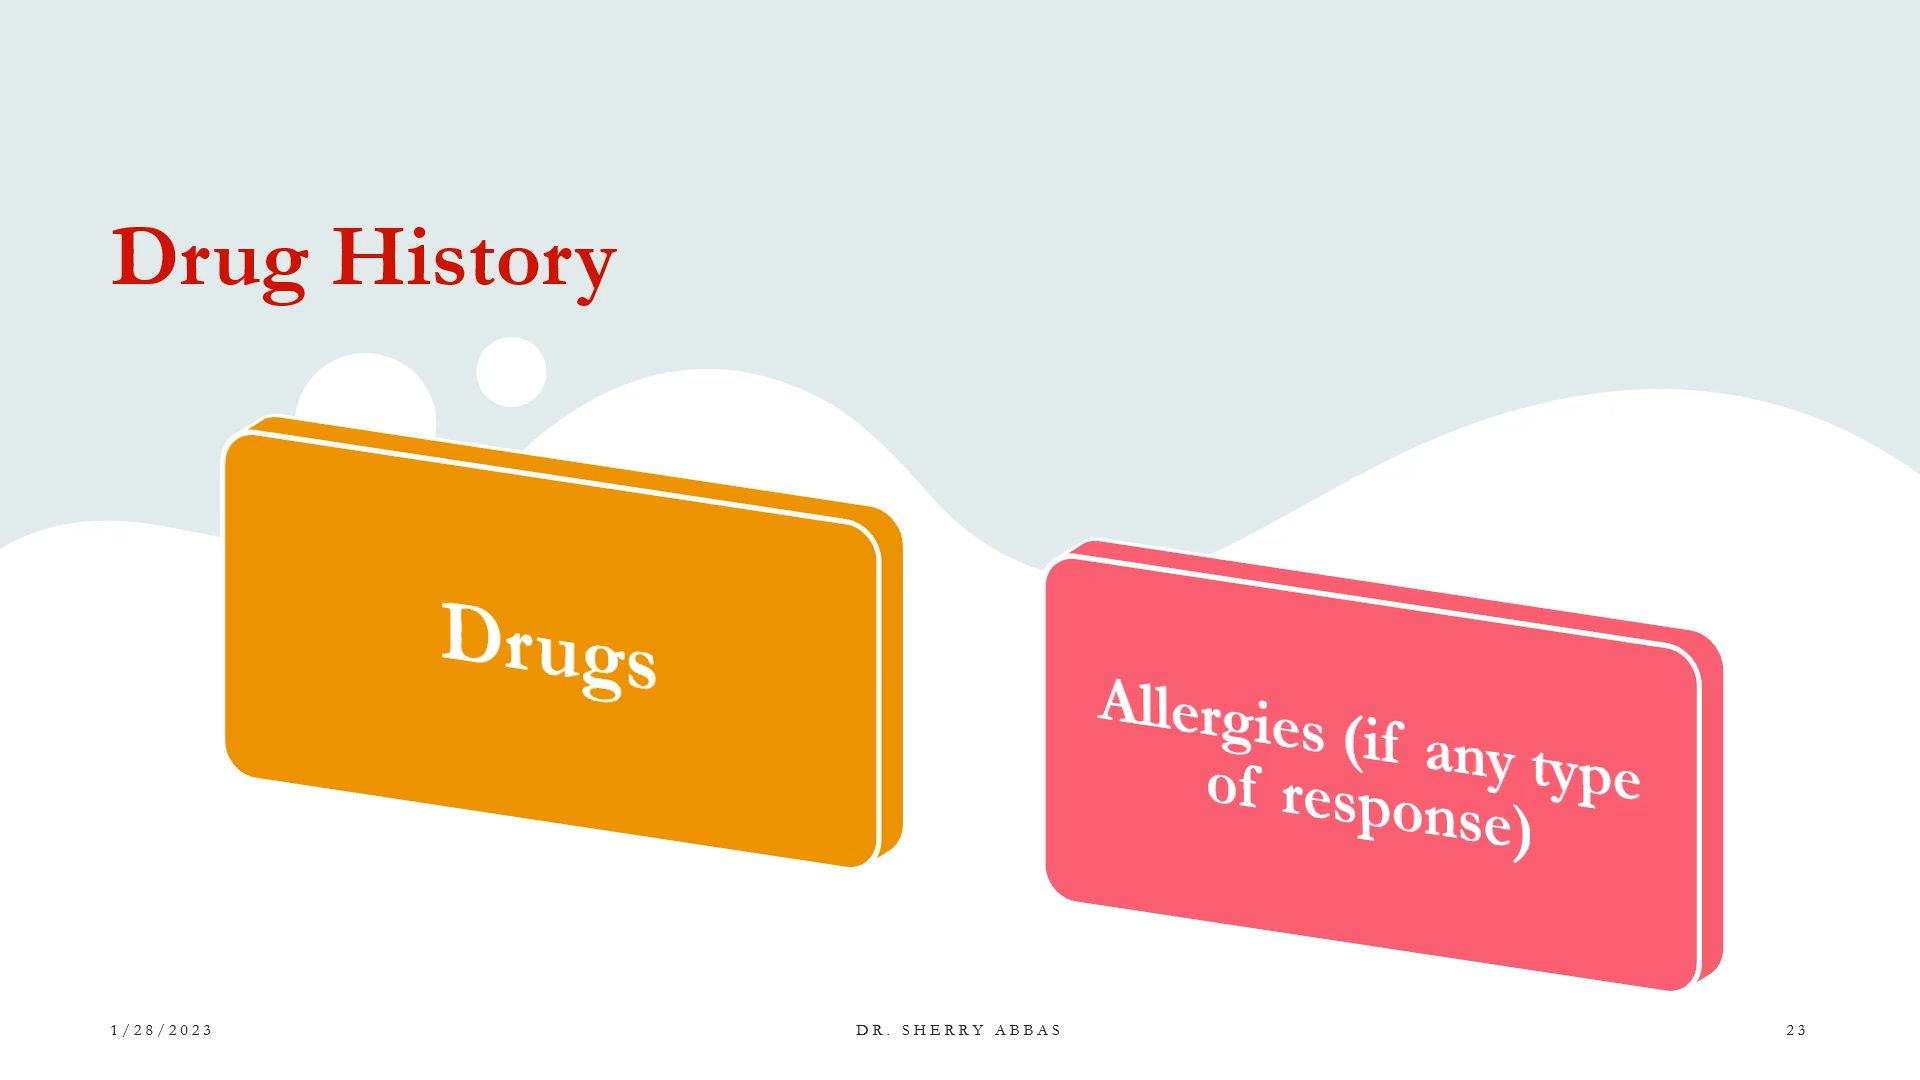 Drug History
Drugs
Allergies (if any type
of response)
1/28/2023
DR. SHERRY ABBAS
23